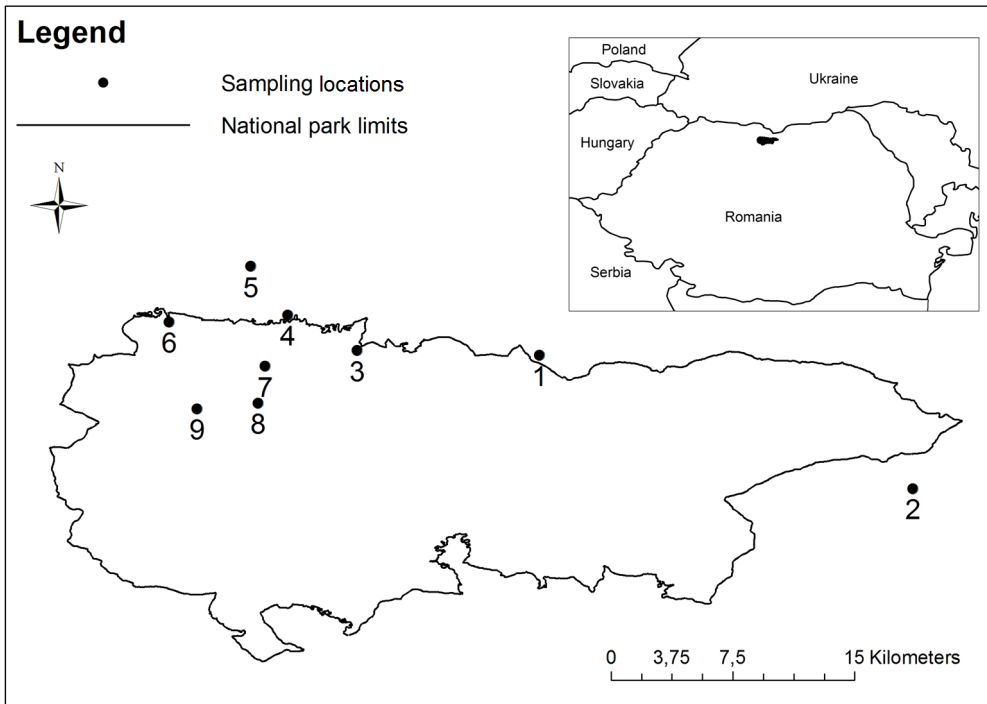 Legend
Sampling locations
National park limits
N
Poland
Slovakia
Ukraine
Hungary
Romania
Serbia
5
4
6
3
1
7
8
9
2
0 3,75 7,5 15 Kilometers